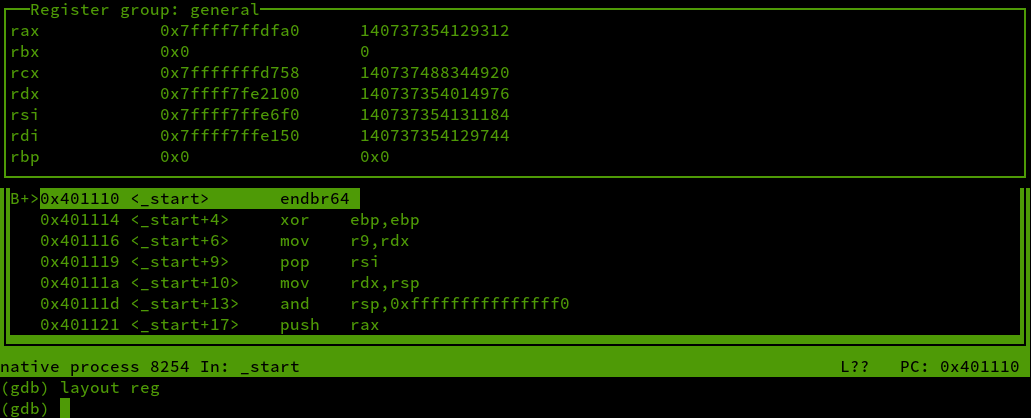 Register group: general
rax 0x7ffff7ffdfa0 140737354129312
rbx 0x0 0
rcx 0x7fffffffd758 140737488344920
rdx 0x7ffff7fe2100 140737354014976
rsi 0x7ffff7ffe6f0 140737354131184
rdi 0x7ffff7ffe150 140737354129744
rbp 0x0 0x0
B+>0x401110 <_start> endbr64
0x401114 <_start+4> xor ebp,ebp
0x401116 <_start+6> mov r9,rdx
0x401119 <_start+9> pop rsi
0x40111a <_start+10> mov rdx,rsp
0x40111d <_start+13> and rsp,0xfffffffffffffff0
0x401121 <_start+17> push rax
native process 8254 In: _start L?? PC: 0x401110
(gdb) layout reg
(gdb)